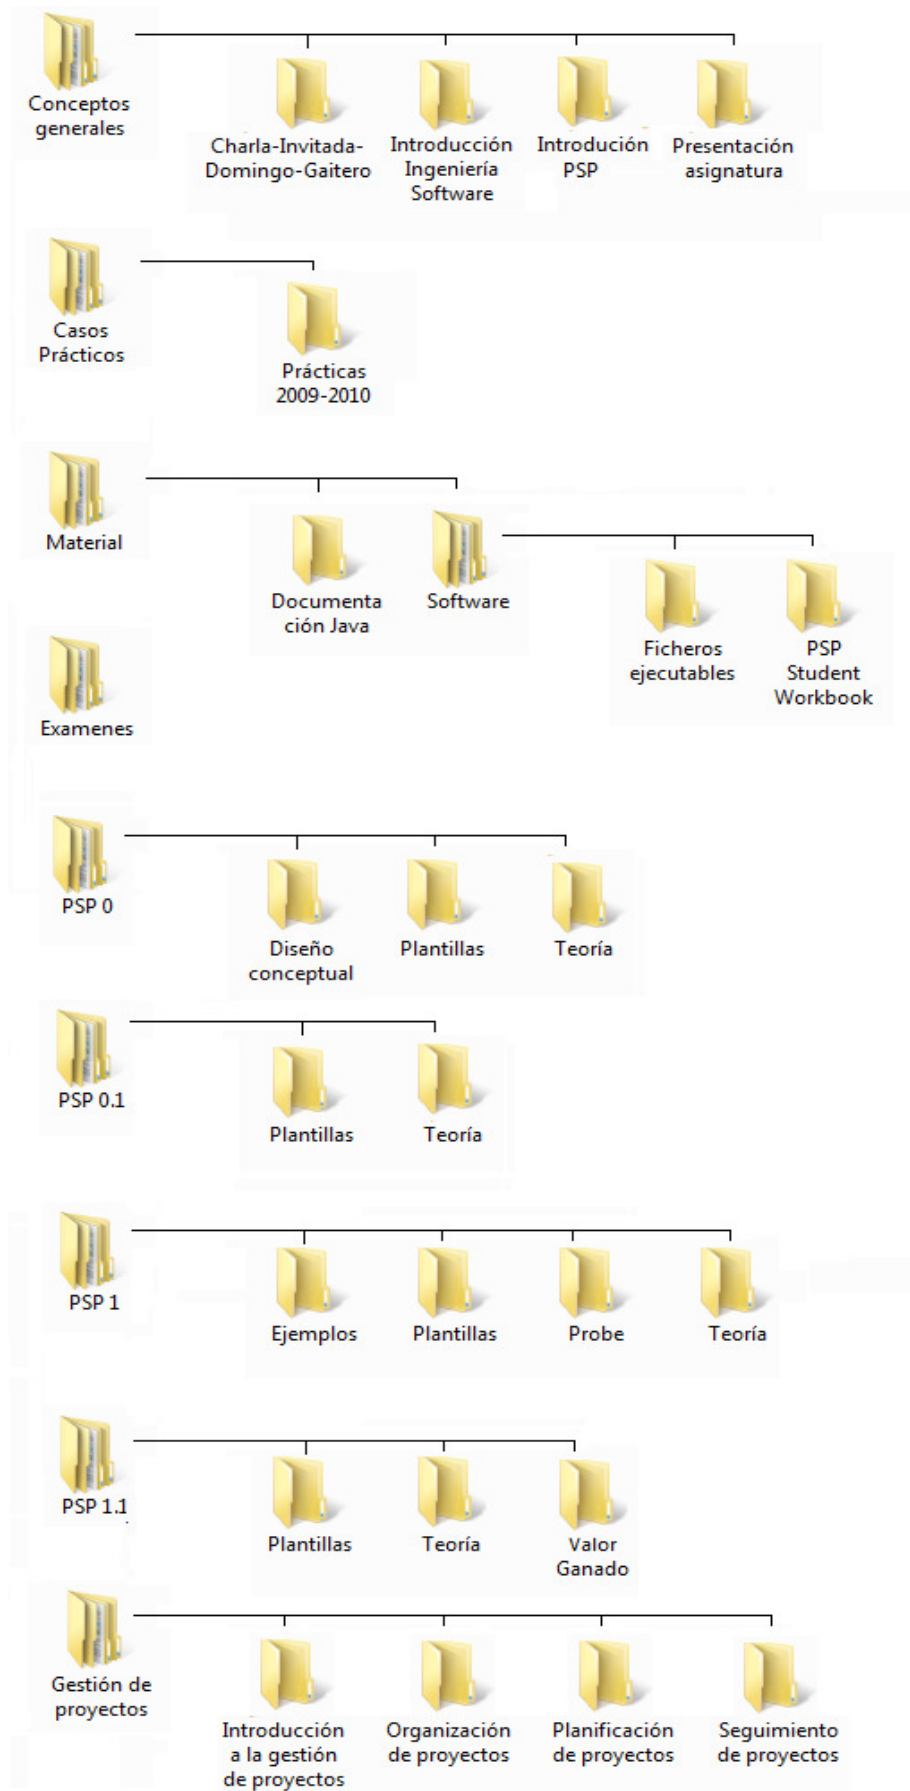 Conceptos
generales
Charla-Invitada-
Domingo-Gaitero
Introducción
Ingeniería
Software
Introdución
PSP
Presentación
asignatura
Casos
Prácticos
Prácticas
2009-2010
Material
Documenta
ción Java
Software
Ficheros
ejecutables
PSP
Student
Workbook
Examenes
PSP 0
Diseño
conceptual
Plantillas
Teoría
PSP 0.1
Plantillas
Teoría
PSP 1
Ejemplos
Plantillas
Probe
Teoría
PSP 1.1
Plantillas
Teoría
Valor
Ganado
Gestión de
proyectos
Introducción
a la gestión
de proyectos
Organización
de proyectos
Planificación
de proyectos
Seguimiento
de proyectos